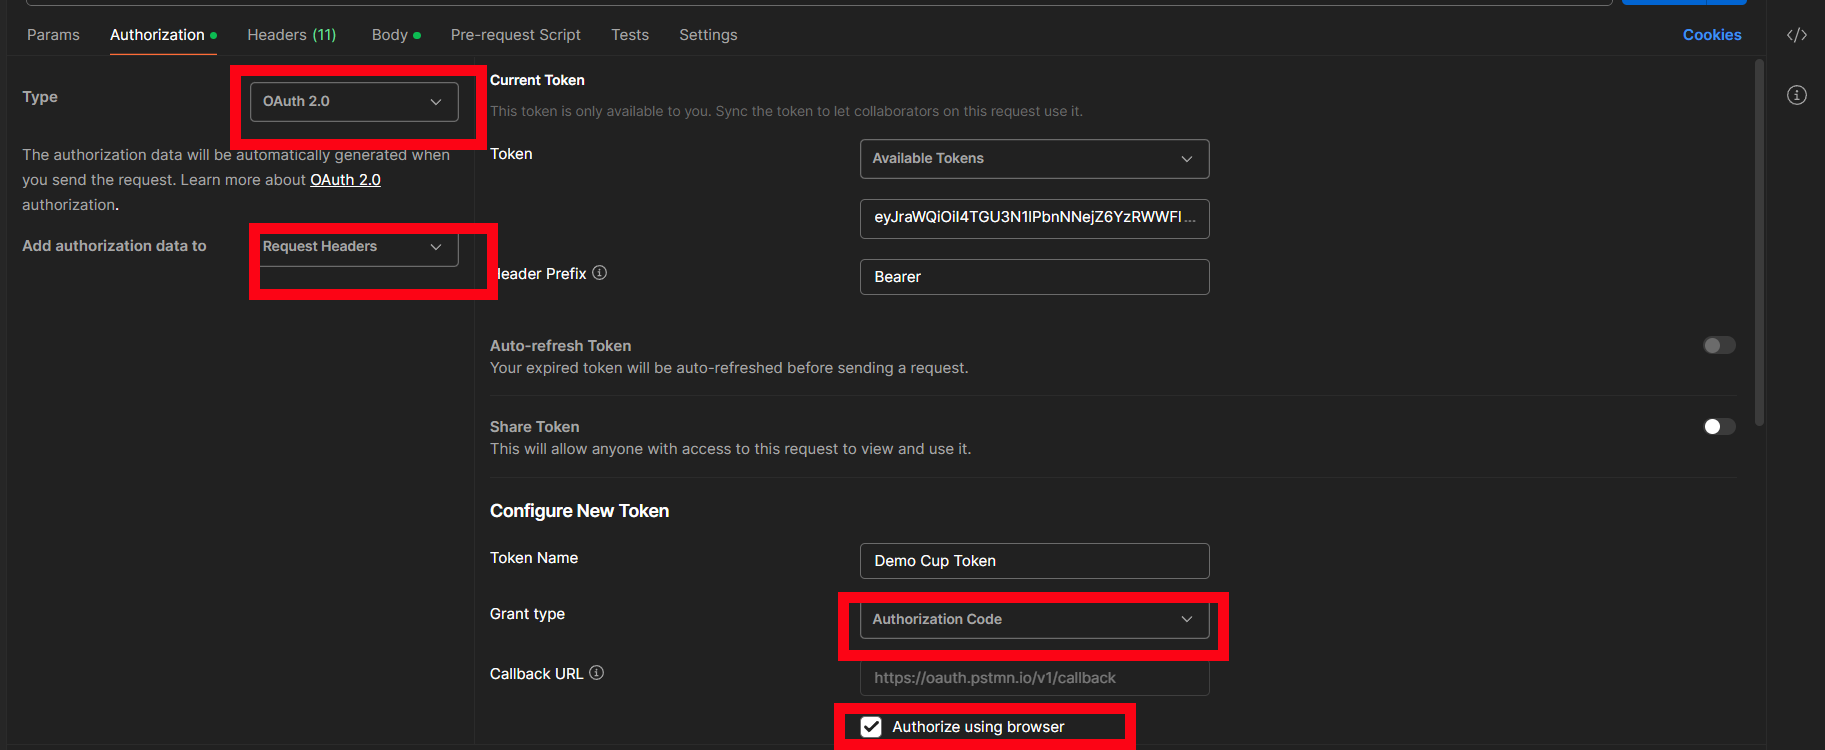 Params Authorization Headers (11) Body Pre-request Script Tests Settings Cookies
Type
OAuth 2.0
The authorization data will be automatically generated when
you send the request. Learn more about OAuth 2.0
authorization.
Add authorization data to
Request Headers
Current Token
This token is only available to you. Sync the token to let collaborators on this request use it.
Token
Available Tokens
Header Prefix
Bearer
Auto-refresh Token
Your expired token will be auto-refreshed before sending a request.
Share Token
This will allow anyone with access to this request to view and use it.
Configure New Token
Token Name
Demo Cup Token
Grant type
Authorization Code
Callback URL
https://oauth.pstmn.io/v1/callback
Authorize using browser